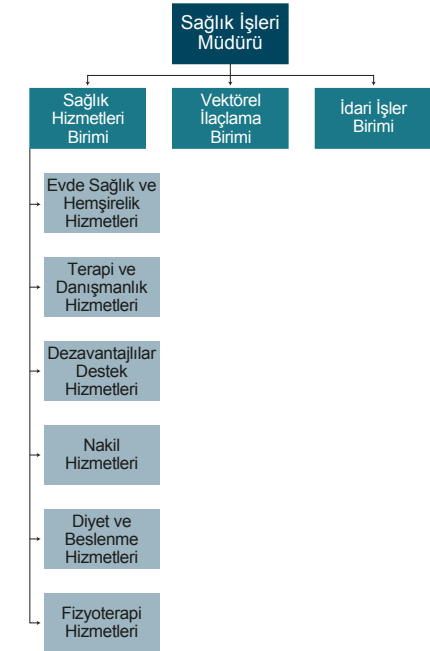 Sağlık İşleri
Müdürü
Sağlık
Hizmetleri
Birimi
Vektörel
İlaçlama
Birimi
İdari İşler
Birimi
Evde Sağlık ve
Hemşirelik
Hizmetleri
Terapi ve
Danışmanlık
Hizmetleri
Dezavantajlılar
Destek
Hizmetleri
Nakil
Hizmetleri
Diyet ve
Beslenme
Hizmetleri
Fizyoterapi
Hizmetleri